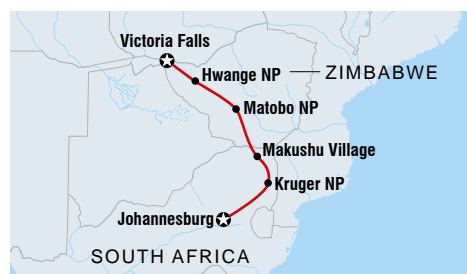 Victoria Falls
Hwange NP
ZIMBABWE
Matobo NP
Makushu Village
Kruger NP
Johannesburg
SOUTH AFRICA